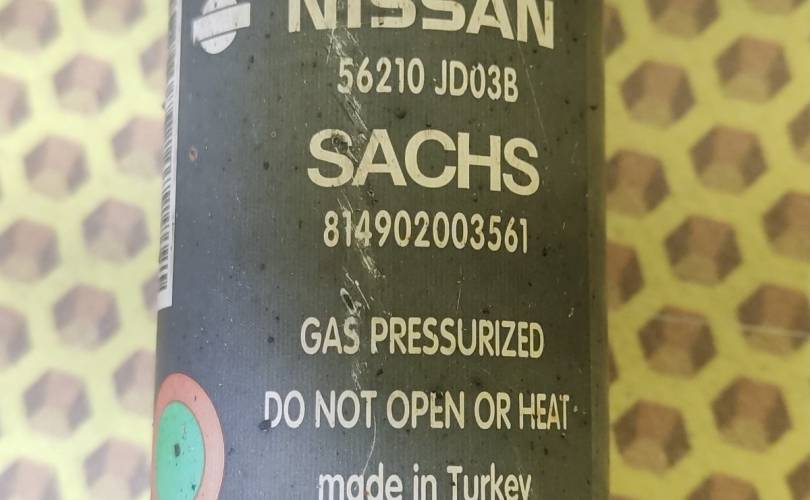 NISSAN
56210 JD03B
SACHS
814902003561
GAS PRESSURIZED
DO NOT OPEN OR HEAT
made in Turkey